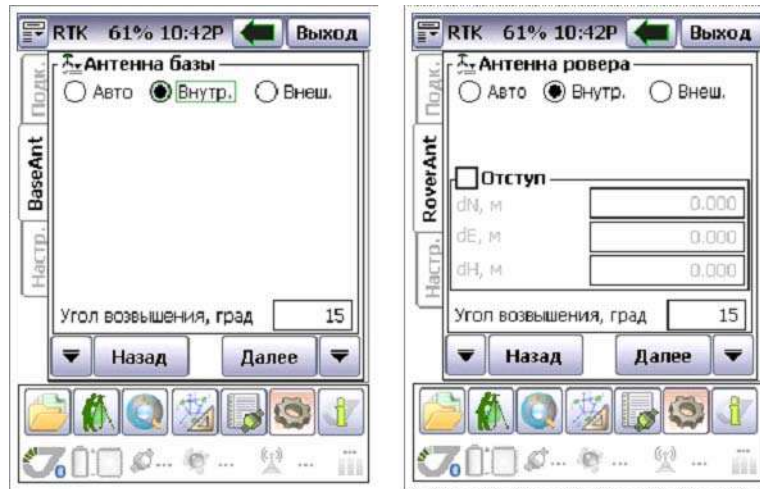 RTK 61% 10:42P Выход
Антенна базы
Авто Внутр. Внеш.
Подк.
BaseAnt
Настр.
Угол возвышения, град 15
Назад Далее
RTK 61% 10:42P Выход
Антенна ровера
Авто Внутр. Внеш.
Подк.
RoverAnt
Настр.
Отступ
dN, м 0.000
dE, м 0.000
dH, м 0.000
Угол возвышения, град 15
Назад Далее